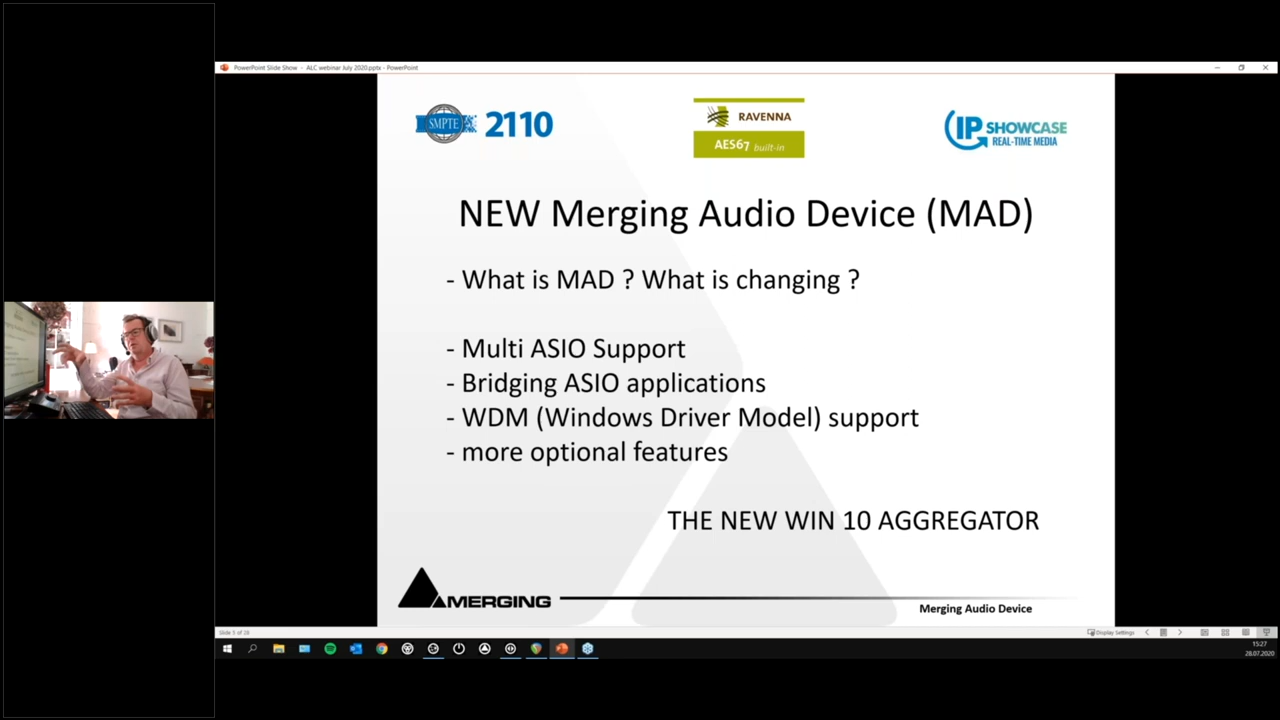 PowerPoint Slide Show - ALC webinar July 2020.pptx - PowerPoint
SMPTE 2110
RAVENNA
AES67 built-in
IP SHOWCASE
REAL-TIME MEDIA
NEW Merging Audio Device (MAD)
- What is MAD ? What is changing ?
- Multi ASIO Support
- Bridging ASIO applications
- WDM (Windows Driver Model) support
- more optional features
THE NEW WIN 10 AGGREGATOR
MERGING
Merging Audio Device
Display Settings
15:27
28.07.2020